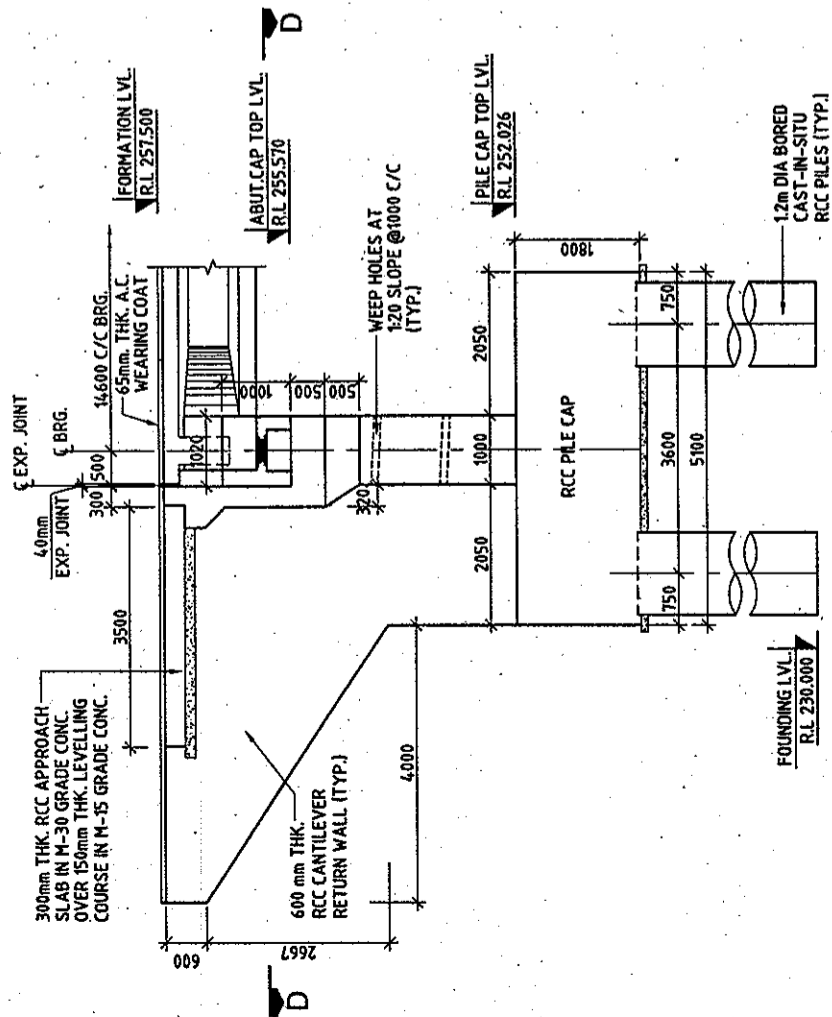 ℄ EXP. JOINT
℄ BRG.
40mm
EXP. JOINT
300
500
14600 C/C BRG.
65mm. THK. A.C.
WEARING COAT
FORMATION LVL.
R.L 257.500
D
ABUT.CAP TOP LVL.
R.L 255.570
3500
300mm THK. RCC APPROACH
SLAB IN M-30 GRADE CONC.
OVER 150mm THK. LEVELLING
COURSE IN M-15 GRADE CONC.
1020
1000
500
500
320
WEEP HOLES AT
1:20 SLOPE @1000 C/C
(TYP.)
600
2667
D
600 mm THK.
RCC CANTILEVER
RETURN WALL (TYP.)
4000
2050
1000
2050
PILE CAP TOP LVL.
R.L 252.026
RCC PILE CAP
1800
750
3600
750
5100
FOUNDING LVL.
R.L 230.000
1.2m DIA BORED
CAST-IN-SITU
RCC PILES (TYP.)